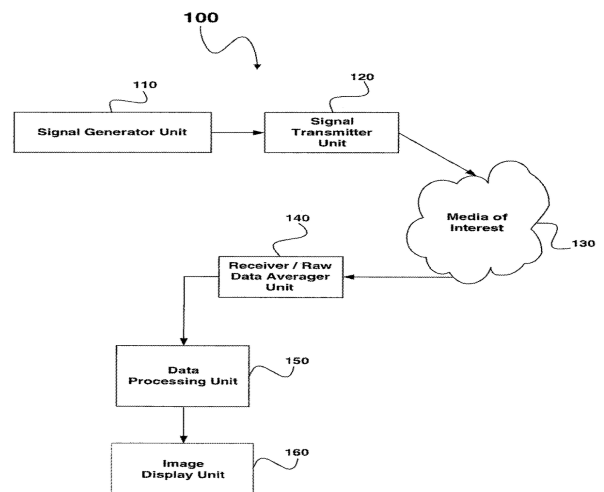 100
110
120
Signal Generator Unit
Signal
Transmitter
Unit
Media of
Interest
130
140
Receiver / Raw
Data Averager
Unit
150
Data
Processing Unit
160
Image
Display Unit